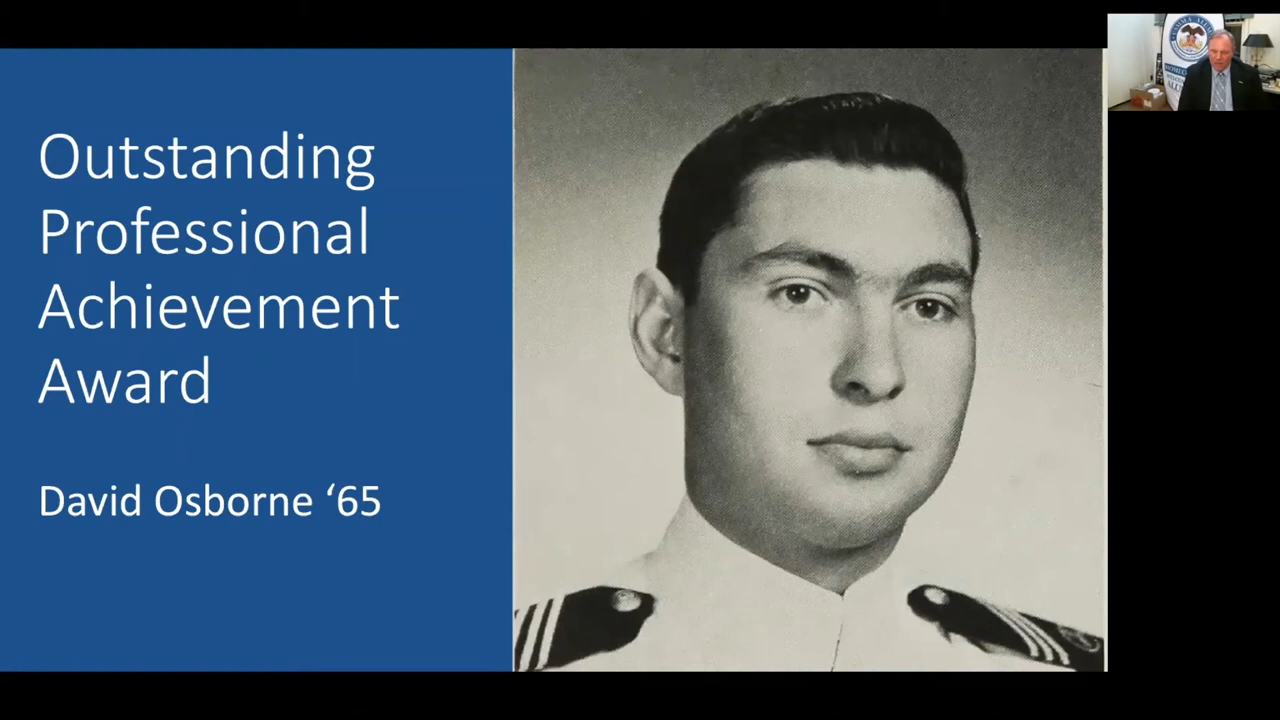 Outstanding
Professional
Achievement
Award
David Osborne ‘65